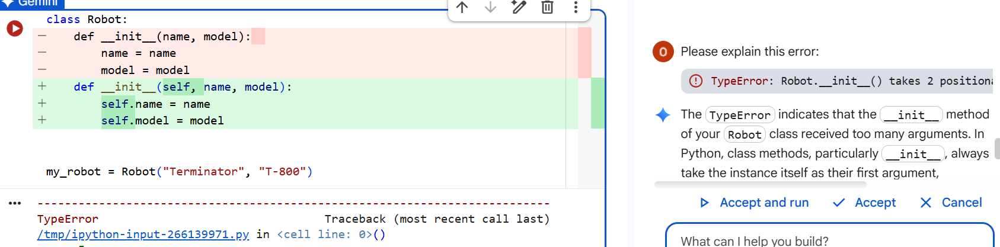 Gemini
class Robot:
— def __init__(name, model):
— name = name
— model = model
+ def __init__(self, name, model):
+ self.name = name
+ self.model = model
my_robot = Robot("Terminator", "T-800")
---------------------------------------------------------------------------
TypeError Traceback (most recent call last)
/tmp/ipython-input-266139971.py in <cell line: 0>()
O Please explain this error:
TypeError: Robot.__init__() takes 2 positiona
The TypeError indicates that the __init__ method
of your Robot class received too many arguments. In
Python, class methods, particularly __init__, always
take the instance itself as their first argument,
Accept and run Accept Cancel
What can I help you build?